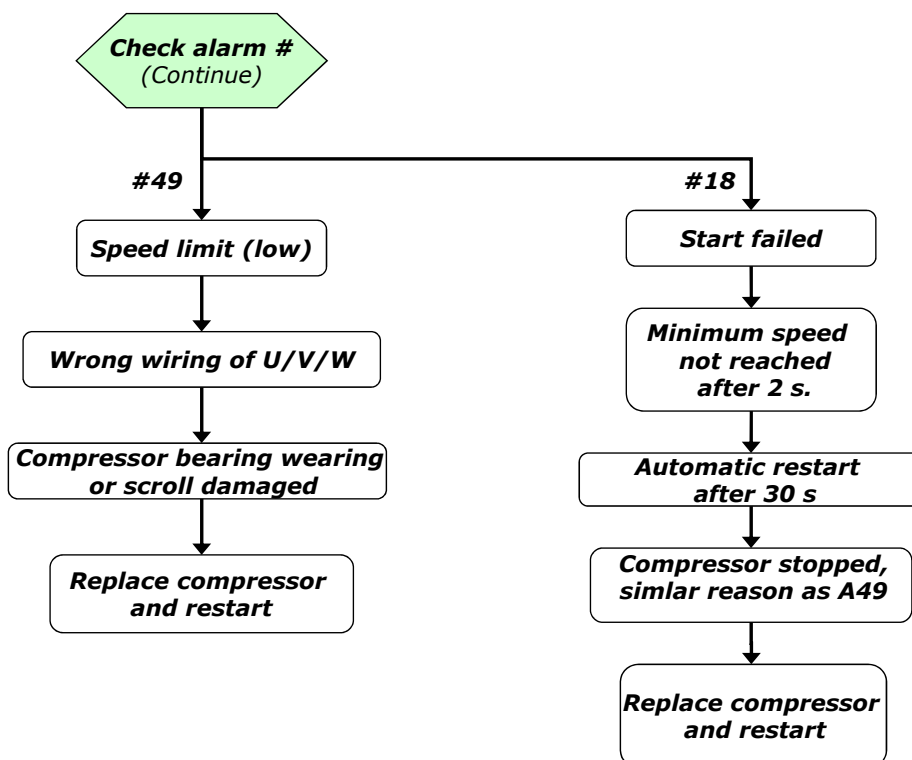 Check alarm #
(Continue)
#49
#18
Speed limit (low)
Start failed
Wrong wiring of U/V/W
Minimum speed
not reached
after 2 s.
Compressor bearing wearing
or scroll damaged
Automatic restart
after 30 s
Replace compressor
and restart
Compressor stopped,
simlar reason as A49
Replace compressor
and restart